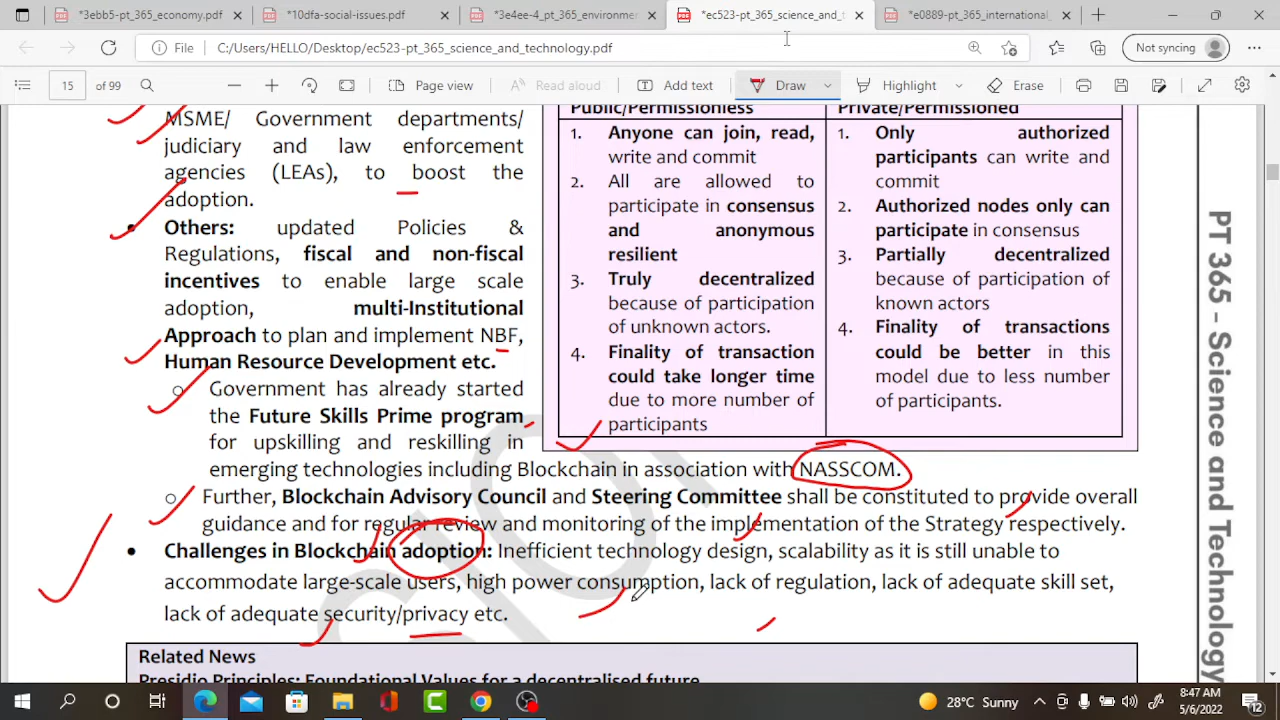 *3ebb5-pt_365_economy.pdf
*10dfa-social-issues.pdf
*3e4ee-4_pt_365_environme
*ec523-pt_365_science_and_t
*e0889-pt_365_international_
File
C:/Users/HELLO/Desktop/ec523-pt_365_science_and_technology.pdf
Not syncing
15 of 99
Page view
Read aloud
Add text
Draw
Highlight
Erase
MSME/ Government departments/
judiciary and law enforcement
agencies (LEAs), to boost the
adoption.
• Others: updated Policies &
Regulations, fiscal and non-fiscal
incentives to enable large scale
adoption, multi-Institutional
Approach to plan and implement NBF,
Human Resource Development etc.
o Government has already started
the Future Skills Prime program
for upskilling and reskilling in
Public/Permissionless
1. Anyone can join, read,
write and commit
2. All are allowed to
participate in consensus
and anonymous
resilient
3. Truly decentralized
because of participation
of unknown actors.
4. Finality of transaction
could take longer time
due to more number of
participants
Private/Permissioned
1. Only authorized
participants can write and
commit
2. Authorized nodes only can
participate in consensus
3. Partially decentralized
because of participation of
known actors
4. Finality of transactions
could be better in this
model due to less number
of participants.
emerging technologies including Blockchain in association with NASSCOM.
o Further, Blockchain Advisory Council and Steering Committee shall be constituted to provide overall
guidance and for regular review and monitoring of the implementation of the Strategy respectively.
• Challenges in Blockchain adoption: Inefficient technology design, scalability as it is still unable to
accommodate large-scale users, high power consumption, lack of regulation, lack of adequate skill set,
lack of adequate security/privacy etc.
Related News
Presidio Principles: Foundational Values for a decentralised future
PT 365 - Science and Technology
28°C Sunny
8:47 AM
5/6/2022
12